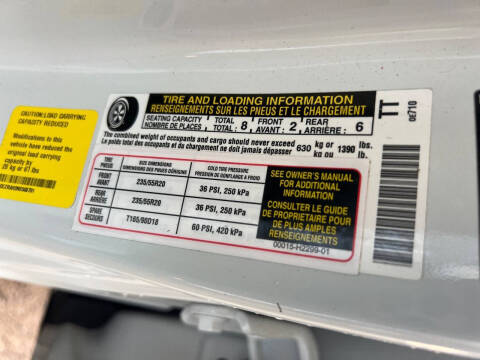 CAUTION:LOAD CARRYING
CAPACITY REDUCED
Modifications to this
vehicle have reduced the
original load carrying
capacity by
TIRE AND LOADING INFORMATION
RENSEIGNEMENTS SUR LES PNEUS ET LE CHARGEMENT
SEATING CAPACITY TOTAL : 8 FRONT 2 REAR 6
NOMBRE DE PLACES TOTAL : AVANT : ARRIÈRE :
The combined weight of occupants and cargo should never exceed 630 kg or 1390 lbs.
Le poids total des occupants et du chargement ne doit jamais dépasser kg ou lb.
TIRE DIMENSIONS COLD TIRE PRESSURE
PNEU DIMENSIONS DES PNEUS D'ORIGINE PRESSION DE GONFLAGE À FROID
FRONT AVANT 235/55R20 36 PSI, 250 kPa
REAR ARRIÈRE 235/55R20 36 PSI, 250 kPa
SPARE SECOURS T165/90D18 60 PSI, 420 kPa
SEE OWNER'S MANUAL
FOR ADDITIONAL
INFORMATION
CONSULTER LE GUIDE
DE PROPRIETAIRE POUR
DE PLUS AMPLES
RENSEIGNEMENTS
00015-H2299-01
TT